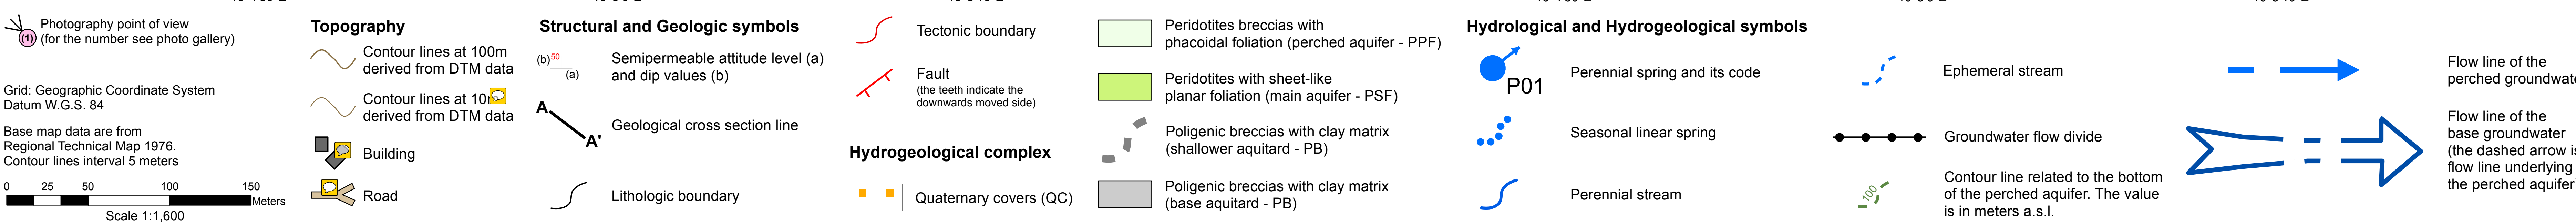 (1)
Photography point of view
(for the number see photo gallery)
Grid: Geographic Coordinate System
Datum W.G.S. 84
Base map data are from
Regional Technical Map 1976.
Contour lines interval 5 meters
0 25 50 100 150
Meters
Scale 1:1,600
Topography
Contour lines at 100m
derived from DTM data
Contour lines at
derived from DTM data
Building
Road
Structural and Geologic symbols
(b) 50
(a)
Semipermeable attitude level (a)
and dip values (b)
A
A'
Geological cross section line
Lithologic boundary
Tectonic boundary
Fault
(the teeth indicate the
downwards moved side)
Hydrogeological complex
Quaternary covers (QC)
Peridotites breccias with
phacoidal foliation (perched aquifer - PPF)
Peridotites with sheet-like
planar foliation (main aquifer - PSF)
Poligenic breccias with clay matrix
(shallower aquitard - PB)
Poligenic breccias with clay matrix
(base aquitard - PB)
Hydrological and Hydrogeological symbols
P01
Perennial spring and its code
Seasonal linear spring
Perennial stream
Ephemeral stream
Groundwater flow divide
100
Contour line related to the bottom
of the perched aquifer. The value
is in meters a.s.l.
Flow line of the
perched
Flow line of the
base groundwater
(the dashed arrow
flow line underlying
the perched aquifer